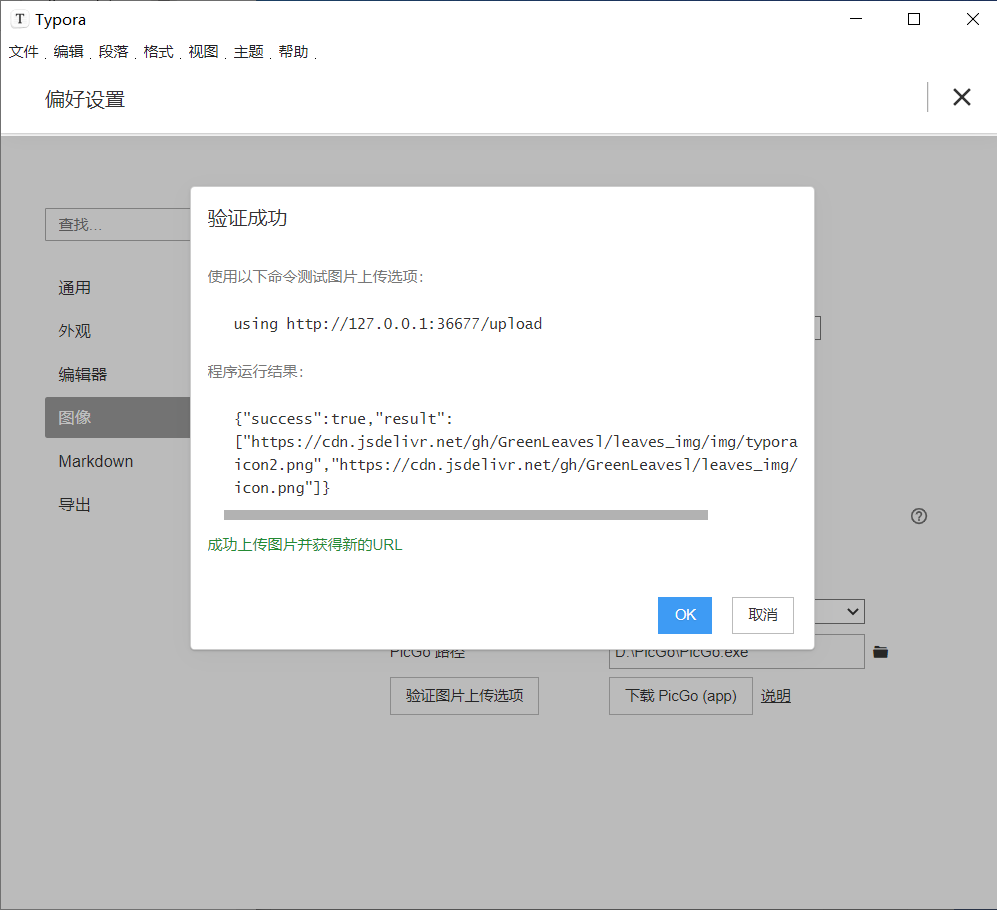 Typora
文件 编辑 段落 格式 视图 主题 帮助
偏好设置
查找...
通用
外观
编辑器
图像
Markdown
导出
验证成功
使用以下命令测试图片上传选项:
using http://127.0.0.1:36677/upload
程序运行结果:
{"success":true,"result":
["https://cdn.jsdelivr.net/gh/GreenLeavesl/leaves_img/img/typora
icon2.png","https://cdn.jsdelivr.net/gh/GreenLeavesl/leaves_img/
icon.png"]}
成功上传图片并获得新的URL
OK 取消
PicGo 路径 D:\PicGo\PicGo.exe
验证图片上传选项 下载 PicGo (app) 说明